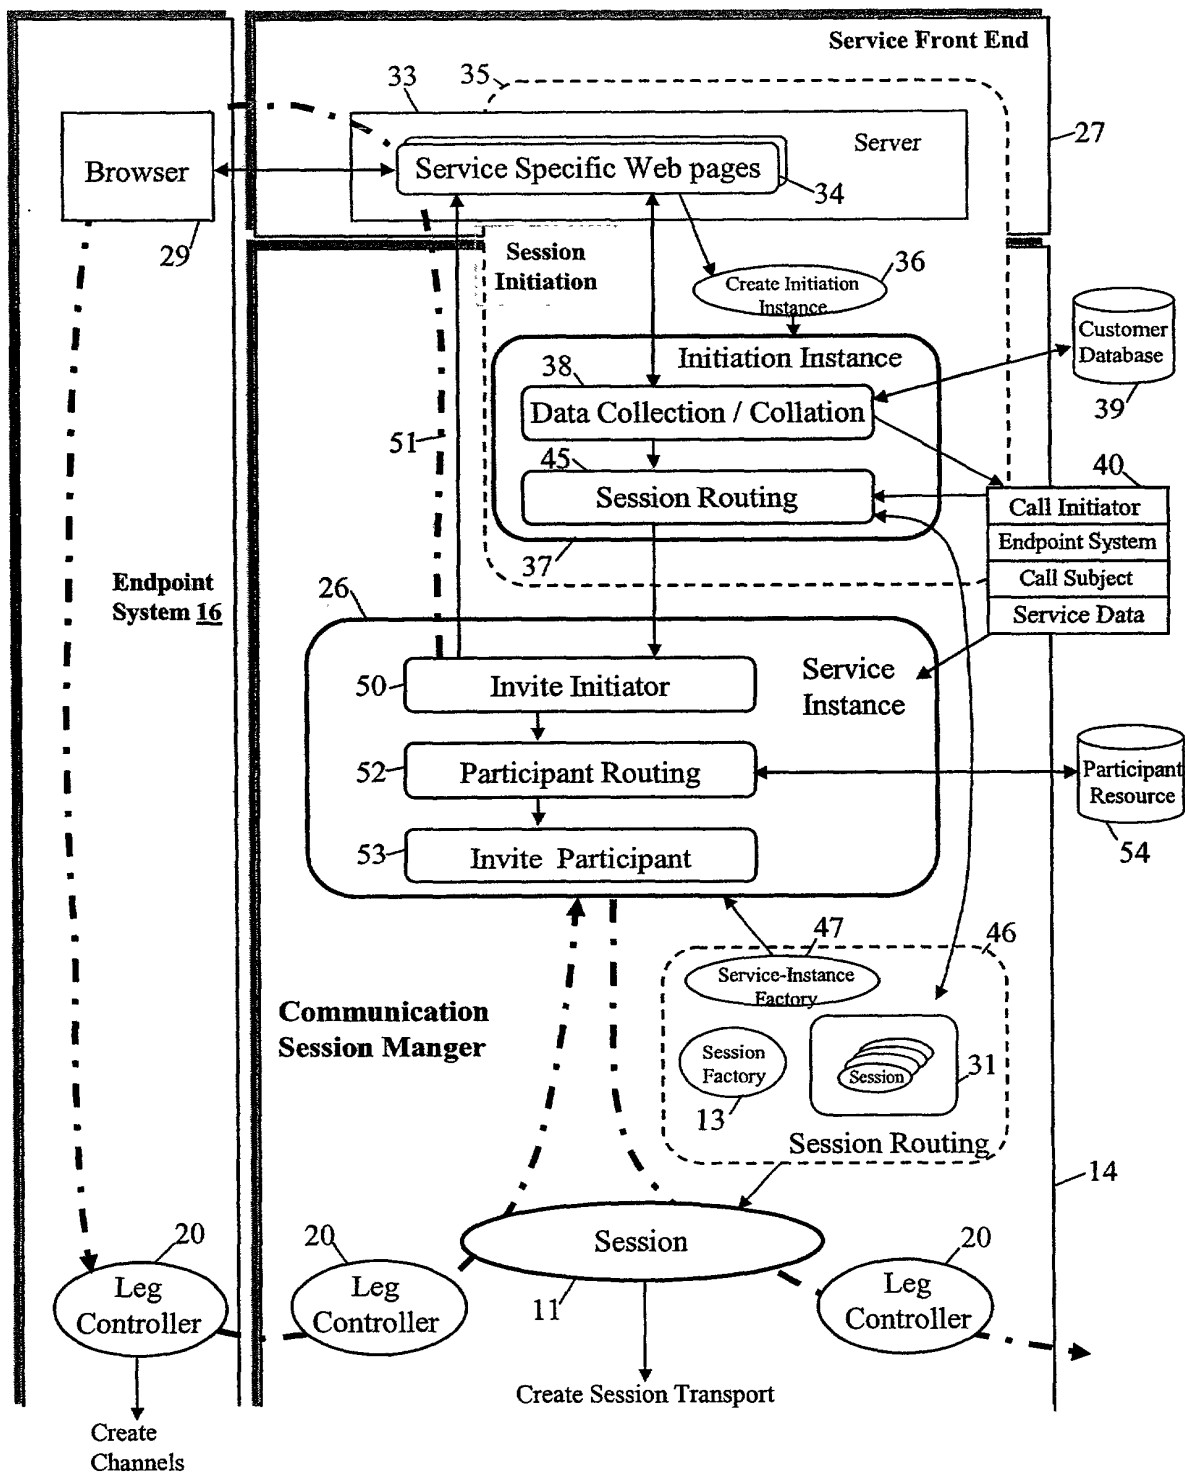 Service Front End
33
35
27
Browser
Server
Service Specific Web pages
34
29
Session
Initiation
36
Create Initiation
Instance
Customer
Database
39
Initiation Instance
38
Data Collection / Collation
51
45
Session Routing
37
40
Call Initiator
Endpoint System
Call Subject
Service Data
Endpoint
System 16
26
Service
Instance
50
Invite Initiator
52
Participant Routing
Participant
Resource
54
53
Invite Participant
47
46
Service-Instance
Factory
Communication
Session Manger
Session
Factory
13
Session
31
Session Routing
14
20
Leg
Controller
20
Leg
Controller
Session
11
20
Leg
Controller
Create Session Transport
Create
Channels